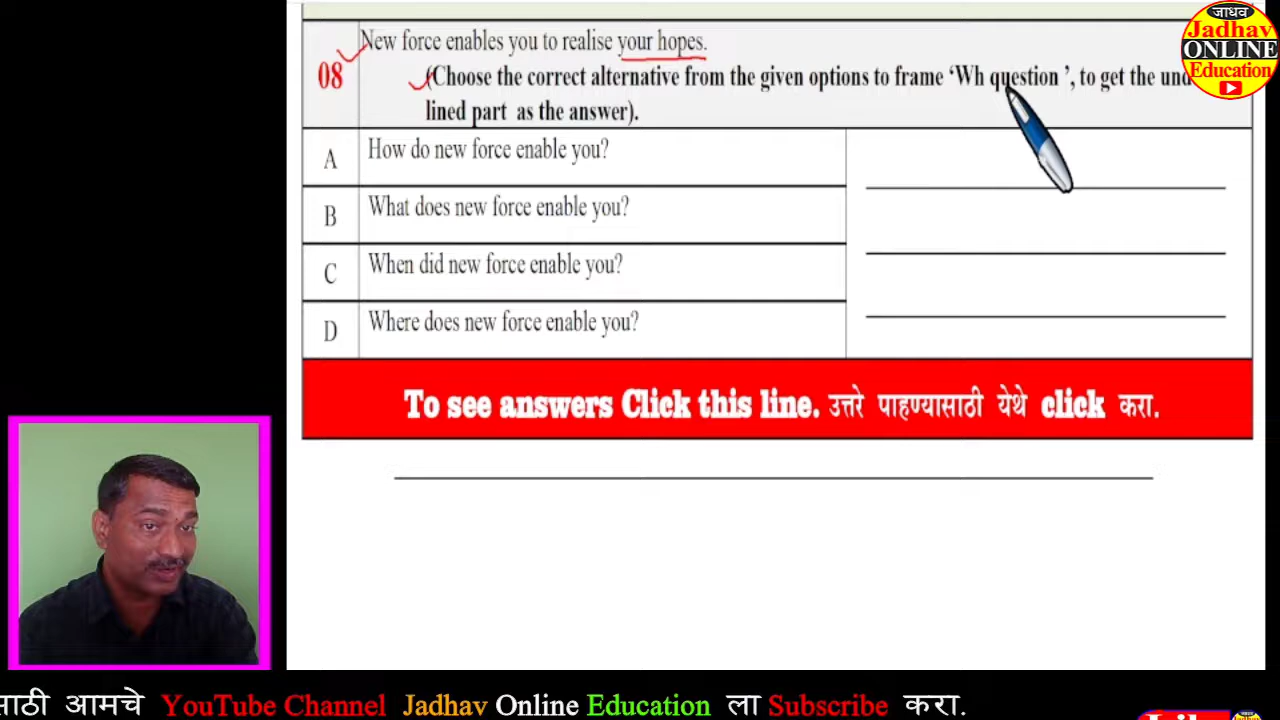 जाधव
Jadhav
ONLINE
Education
08
New force enables you to realise your hopes.
(Choose the correct alternative from the given options to frame ‘Wh question ’, to get the und
lined part as the answer).
A How do new force enable you?
B What does new force enable you?
C When did new force enable you?
D Where does new force enable you?
To see answers Click this line. उत्तरे पाहण्यासाठी येथे click करा.
साठी आमचे YouTube Channel Jadhav Online Education ला Subscribe करा.